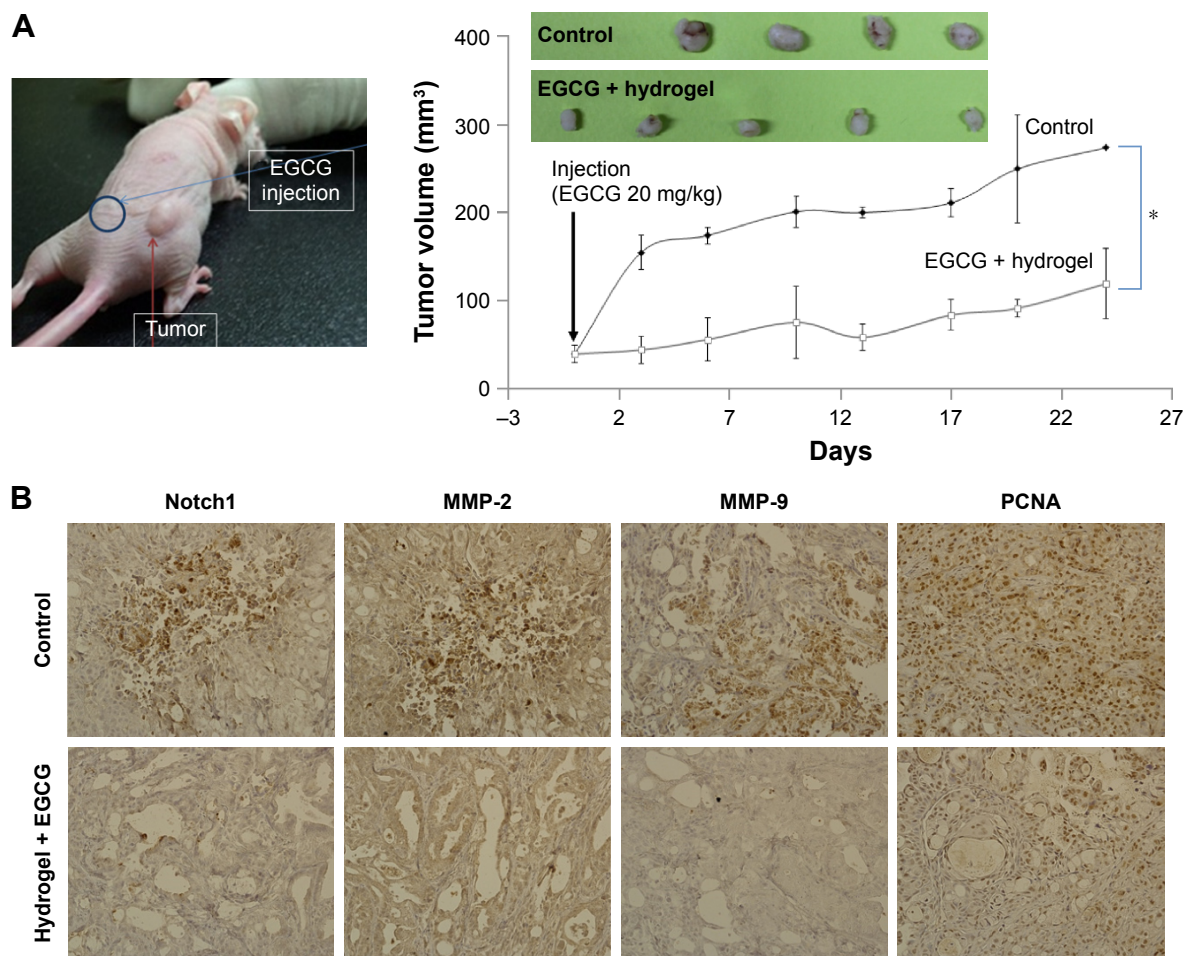 A
EGCG
injection
Tumor
Tumor volume (mm³)
400
300
200
100
0
Control
EGCG + hydrogel
Injection
(EGCG 20 mg/kg)
Control
EGCG + hydrogel
*
–3
2
7
12
17
22
27
Days
B
Notch1
MMP-2
MMP-9
PCNA
Control
Hydrogel + EGCG